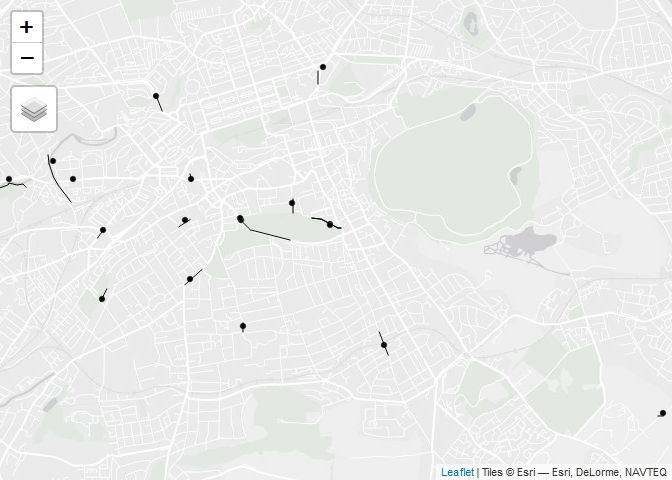 +
−
Leaflet | Tiles © Esri — Esri, DeLorme, NAVTEQ